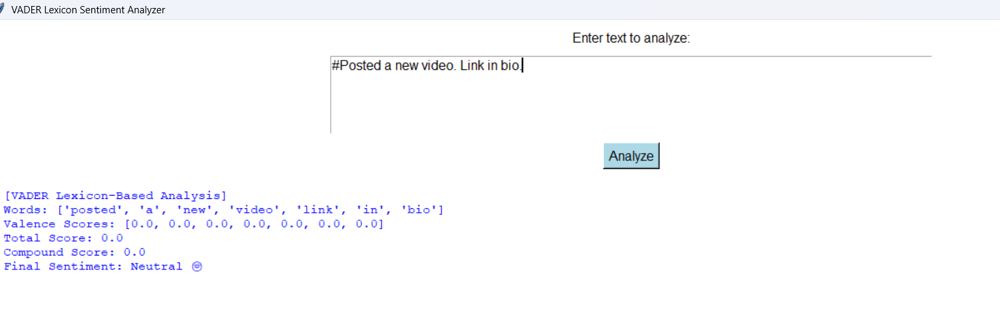 VADER Lexicon Sentiment Analyzer
Enter text to analyze:
#Posted a new video. Link in bio.
Analyze
[VADER Lexicon-Based Analysis]
Words: ['posted', 'a', 'new', 'video', 'link', 'in', 'bio']
Valence Scores: [0.0, 0.0, 0.0, 0.0, 0.0, 0.0, 0.0]
Total Score: 0.0
Compound Score: 0.0
Final Sentiment: Neutral 😐